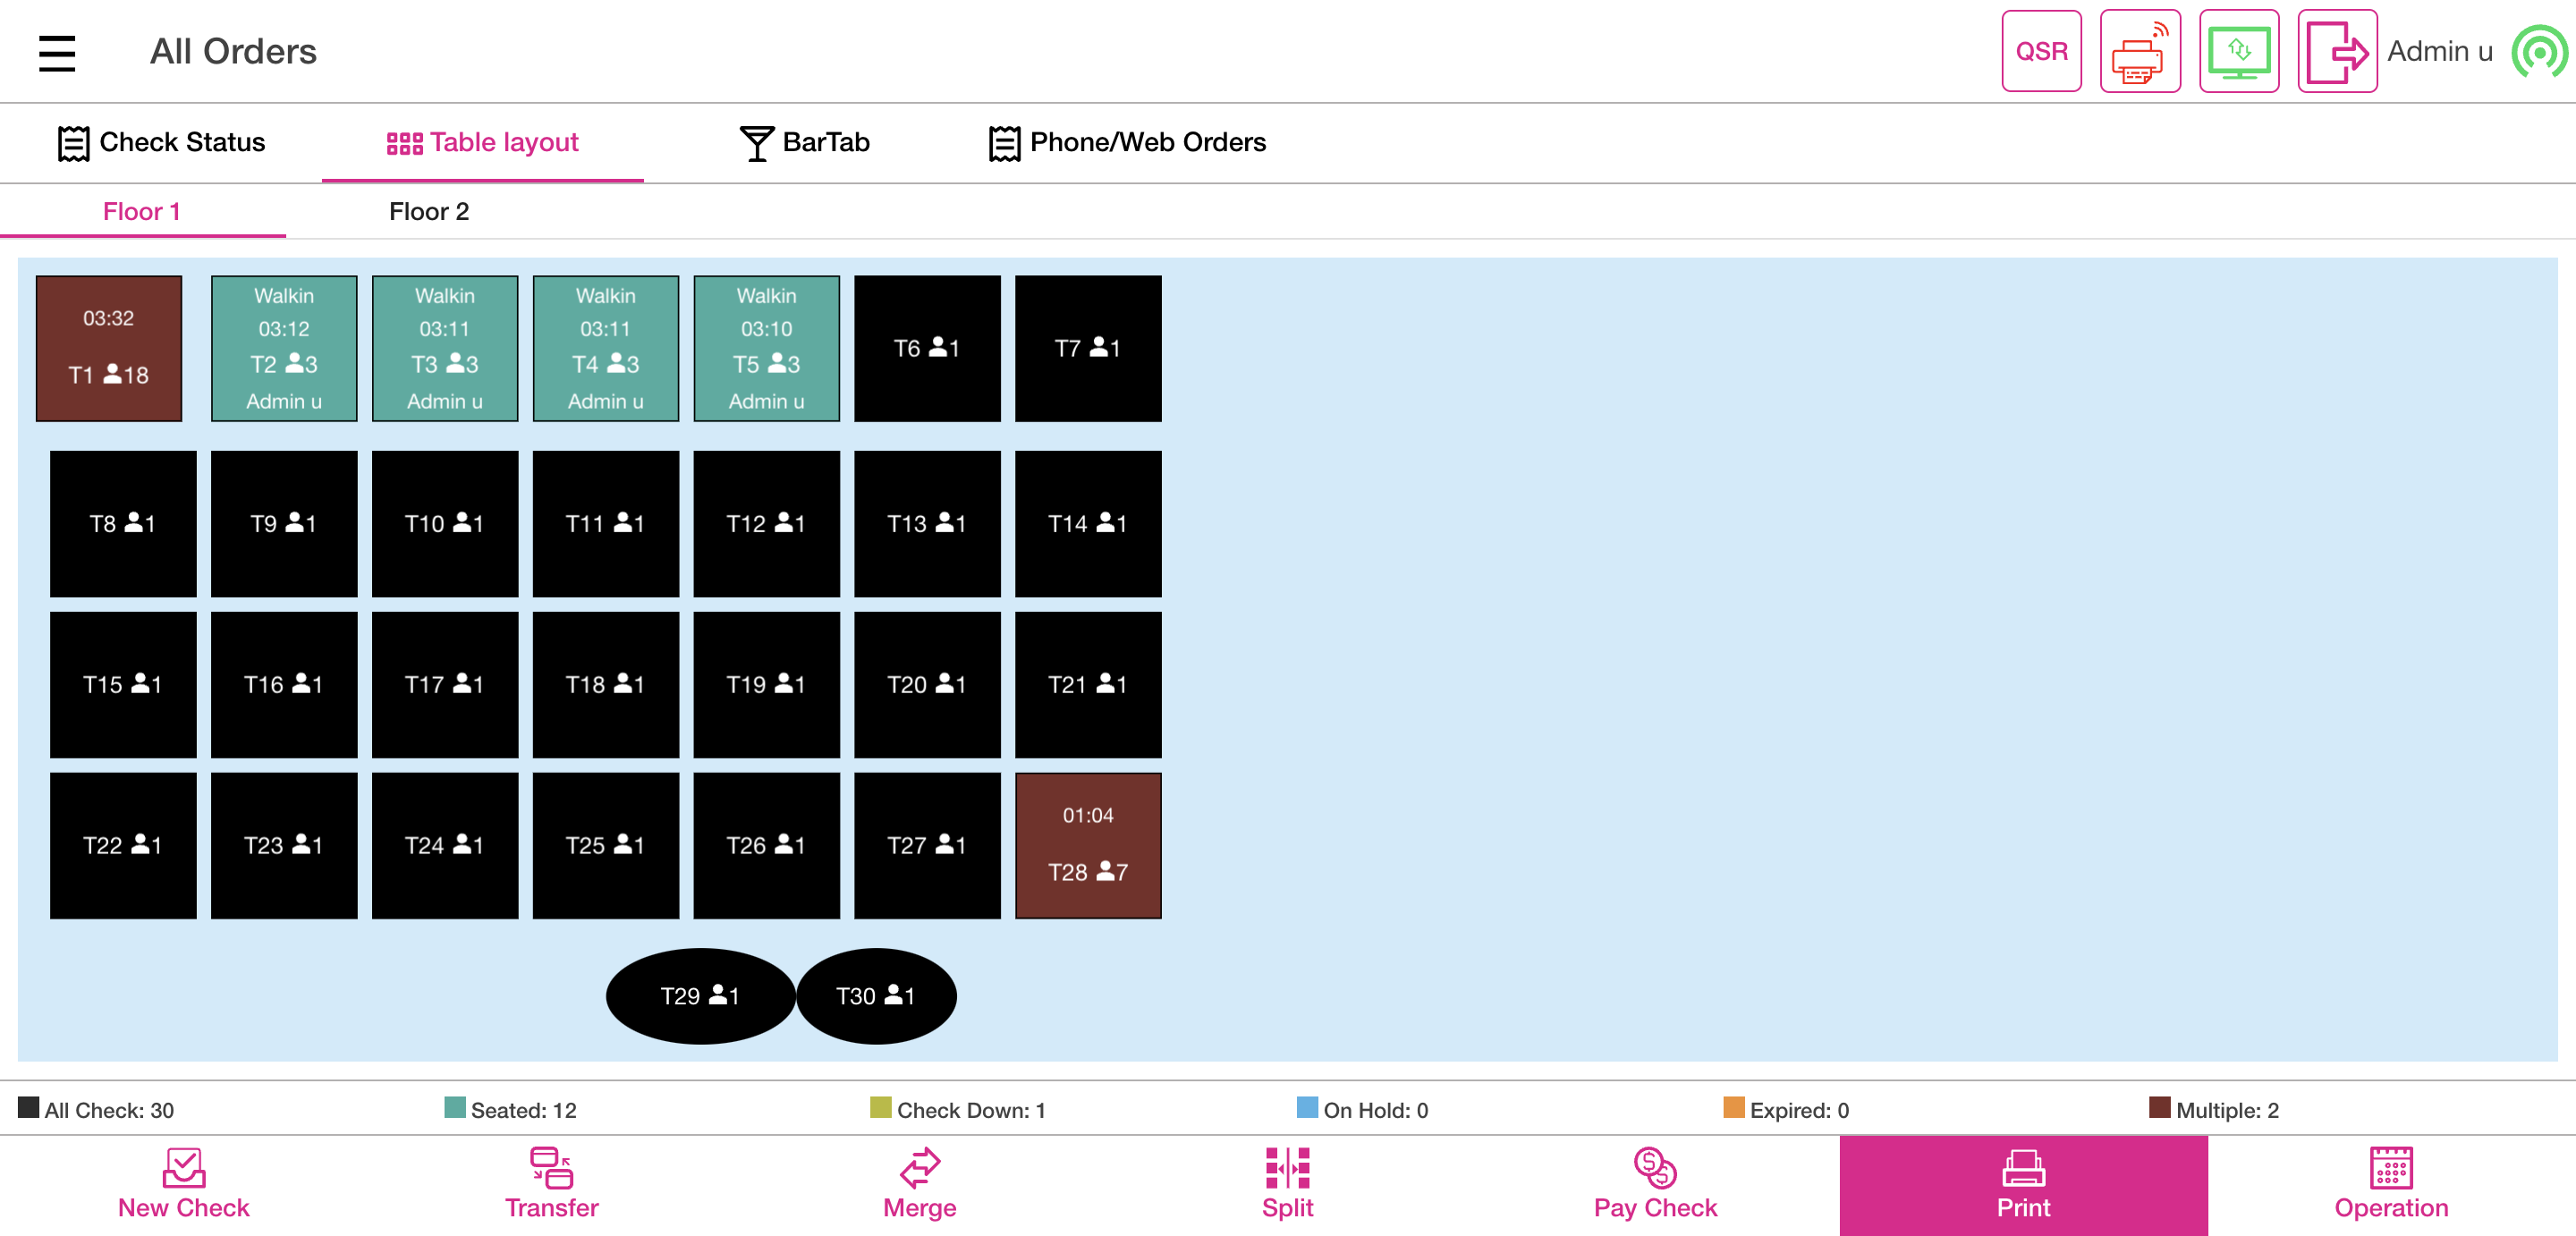 All Orders
QSR
Admin u
Check Status
Table layout
BarTab
Phone/Web Orders
Floor 1
Floor 2
03:32
T1 18
Walkin
03:12
T2 3
Admin u
Walkin
03:11
T3 3
Admin u
Walkin
03:11
T4 3
Admin u
Walkin
03:10
T5 3
Admin u
T6 1
T7 1
T8 1
T9 1
T10 1
T11 1
T12 1
T13 1
T14 1
T15 1
T16 1
T17 1
T18 1
T19 1
T20 1
T21 1
T22 1
T23 1
T24 1
T25 1
T26 1
T27 1
01:04
T28 7
T29 1
T30 1
All Check: 30
Seated: 12
Check Down: 1
On Hold: 0
Expired: 0
Multiple: 2
New Check
Transfer
Merge
Split
Pay Check
Print
Operation